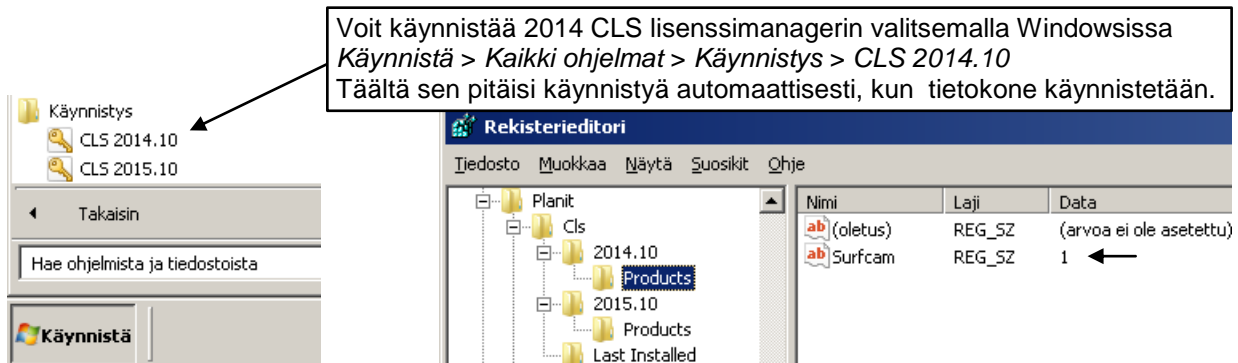 Voit käynnistää 2014 CLS lisenssimanagerin valitsemalla Windowsissa
Käynnistä > Kaikki ohjelmat > Käynnistys > CLS 2014.10
Täältä sen pitäisi käynnistyä automaattisesti, kun tietokone käynnistetään.
Käynnistys
CLS 2014.10
CLS 2015.10
Takaisin
Hae ohjelmista ja tiedostoista
Käynnistä
Rekisterieditori
Tiedosto Muokkaa Näytä Suosikit Ohje
Planit
Cls
2014.10
Products
2015.10
Products
Last Installed
Nimi Laji Data
ab (oletus) REG_SZ (arvoa ei ole asetettu)
ab Surfcam REG_SZ 1